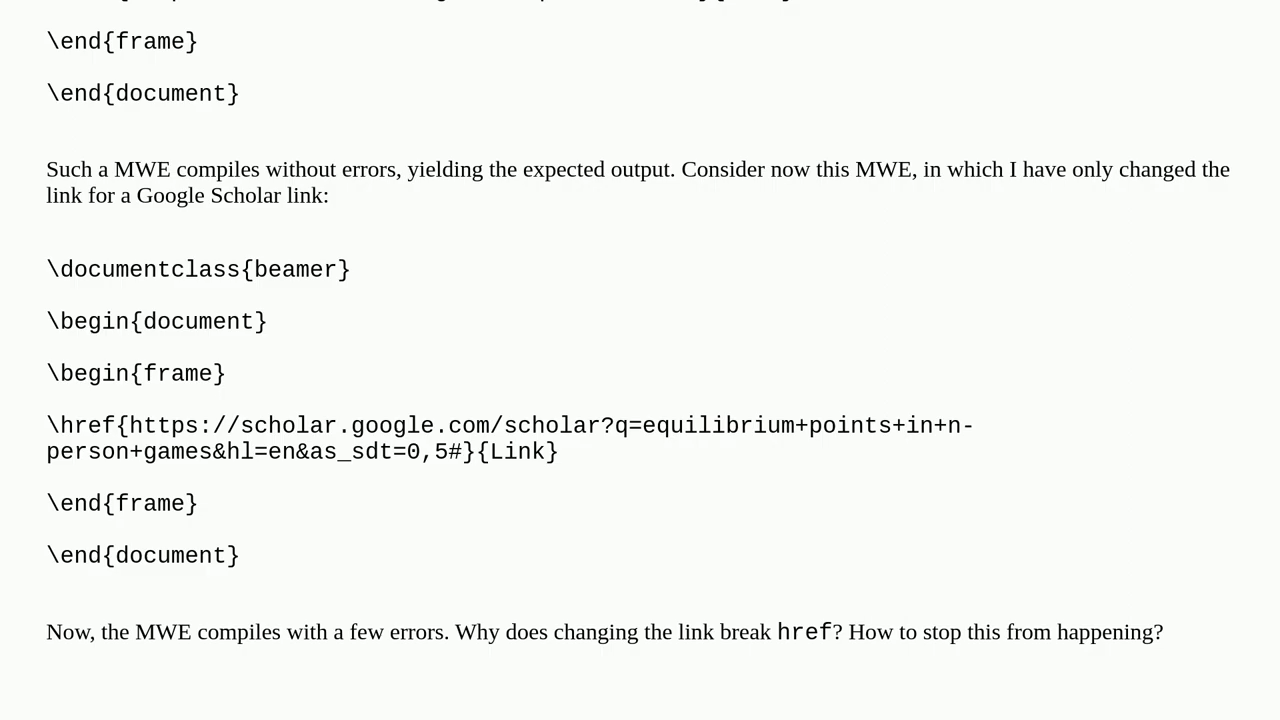 \end{frame}
\end{document}
Such a MWE compiles without errors, yielding the expected output. Consider now this MWE, in which I have only changed the
link for a Google Scholar link:
\documentclass{beamer}
\begin{document}
\begin{frame}
\href{https://scholar.google.com/scholar?q=equilibrium+points+in+n-
person+games&hl=en&as_sdt=0,5#}{Link}
\end{frame}
\end{document}
Now, the MWE compiles with a few errors. Why does changing the link break href? How to stop this from happening?